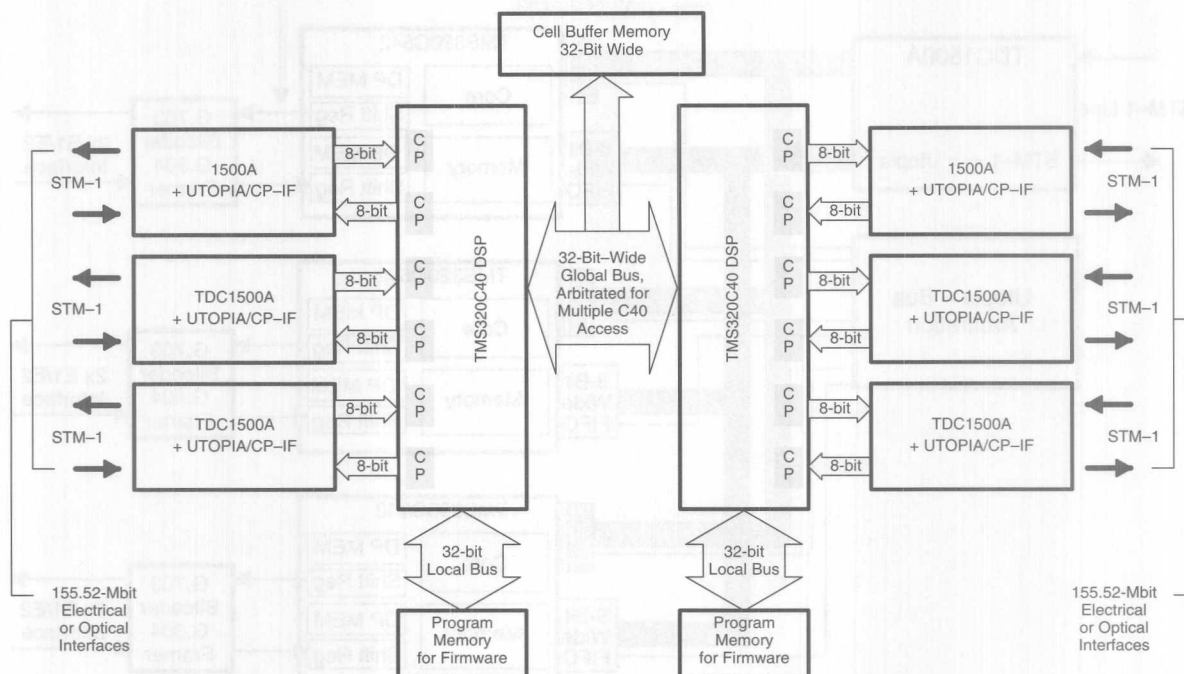 Cell Buffer Memory
32-Bit Wide
STM–1
1500A
+ UTOPIA/CP–IF
8-bit
8-bit
C
P
C
P
STM–1
TDC1500A
+ UTOPIA/CP–IF
8-bit
8-bit
C
P
C
P
STM–1
TDC1500A
+ UTOPIA/CP–IF
8-bit
8-bit
C
P
C
P
TMS320C40 DSP
32-Bit–Wide
Global Bus,
Arbitrated for
Multiple C40
Access
TMS320C40 DSP
C
P
C
P
8-bit
8-bit
1500A
+ UTOPIA/CP–IF
STM–1
C
P
C
P
8-bit
8-bit
TDC1500A
+ UTOPIA/CP–IF
STM–1
C
P
C
P
8-bit
8-bit
TDC1500A
+ UTOPIA/CP–IF
STM–1
32-bit
Local Bus
32-bit
Local Bus
155.52-Mbit
Electrical
or Optical
Interfaces
Program
Memory
for Firmware
Program
Memory
for Firmware
155.52-Mbit
Electrical
or Optical
Interfaces